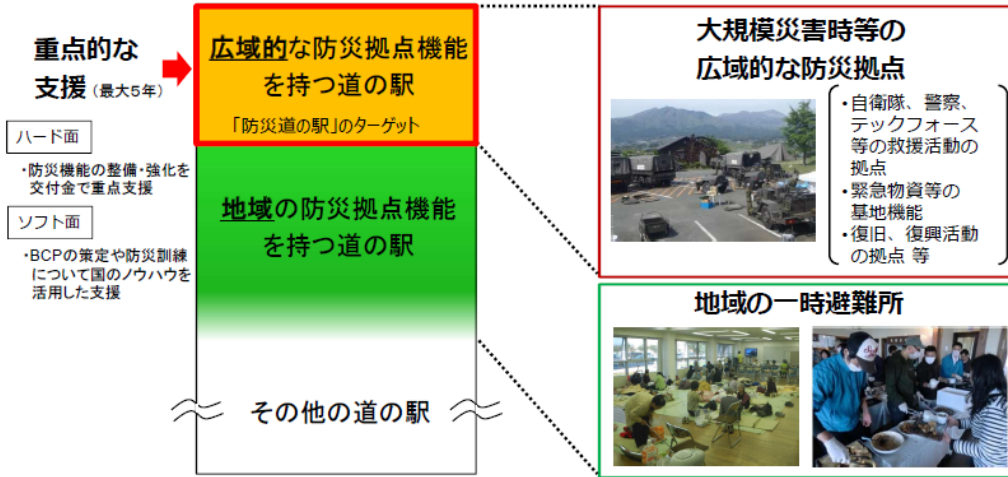 重点的な
支援（最大5年）
ハード面
・防災機能の整備・強化を
交付金で重点支援
ソフト面
・BCPの策定や防災訓練
について国のノウハウを
活用した支援
広域的な防災拠点機能
を持つ道の駅
「防災道の駅」のターゲット
地域の防災拠点機能
を持つ道の駅
その他の道の駅
大規模災害時等の
広域的な防災拠点
・自衛隊、警察、
テックフォース
等の救援活動の
拠点
・緊急物資等の
基地機能
・復旧、復興活動
の拠点 等
地域の一時避難所